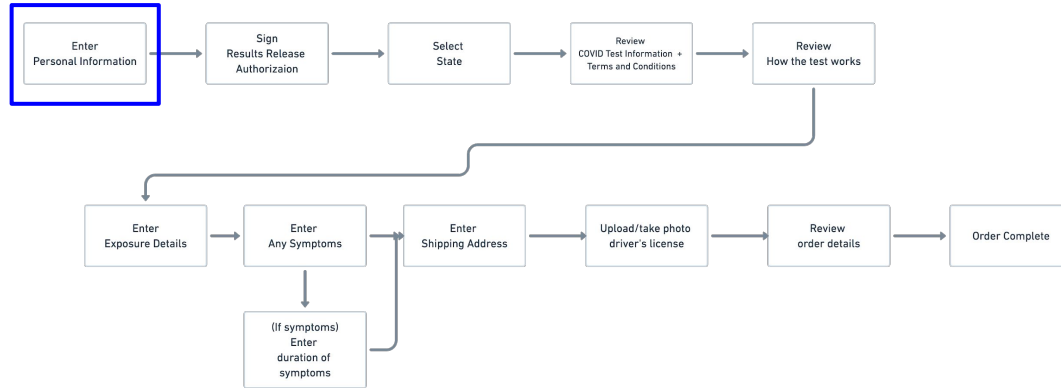 Enter
Personal Information
Sign
Results Release
Authorizaion
Select
State
Review
COVID Test Information +
Terms and Conditions
Review
How the test works
Enter
Exposure Details
Enter
Any Symptoms
Enter
Shipping Address
Upload/take photo
driver's license
Review
order details
Order Complete
(If symptoms)
Enter
duration of
symptoms